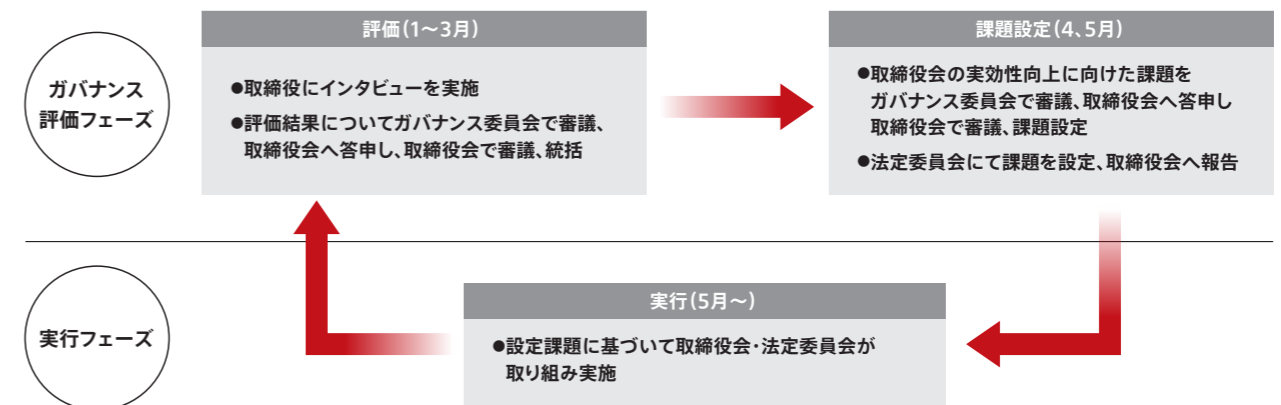 ガバナンス
評価フェーズ
評価(1〜3月)
●取締役にインタビューを実施
●評価結果についてガバナンス委員会で審議、
取締役会へ答申し、取締役会で審議、統括
課題設定(4、5月)
●取締役会の実効性向上に向けた課題を
ガバナンス委員会で審議、取締役会へ答申し
取締役会で審議、課題設定
●法定委員会にて課題を設定、取締役会へ報告
実行フェーズ
実行(5月〜)
●設定課題に基づいて取締役会・法定委員会が
取り組み実施